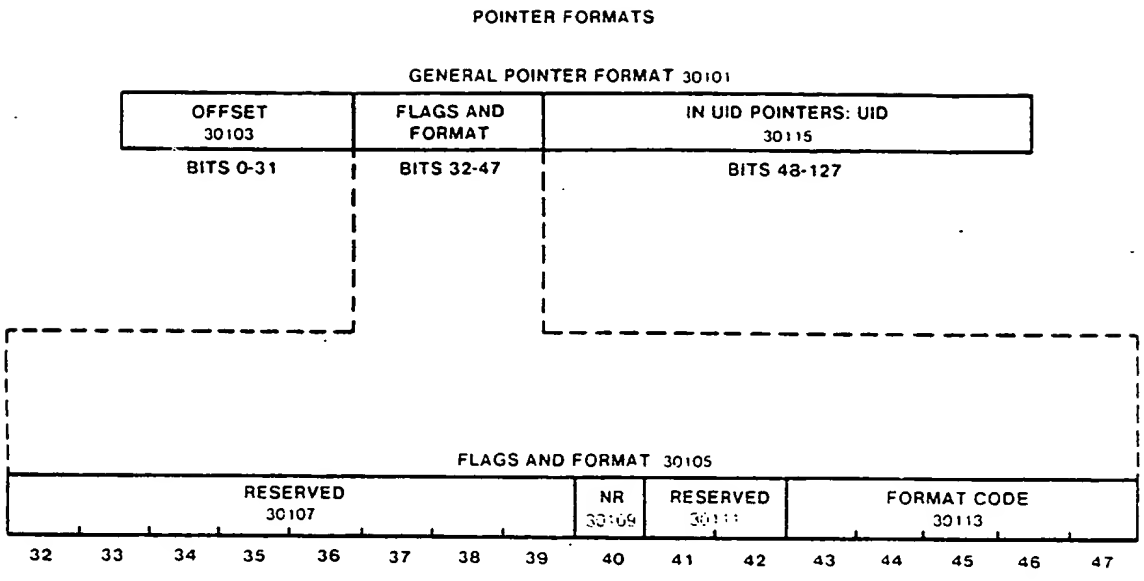 POINTER FORMATS
GENERAL POINTER FORMAT 30101
OFFSET
30103
FLAGS AND
FORMAT
IN UID POINTERS: UID
30115
BITS 0-31
BITS 32-47
BITS 48-127
FLAGS AND FORMAT 30105
RESERVED
30107
NR
30109
RESERVED
30111
FORMAT CODE
30113
32 33 34 35 36 37 38 39 40 41 42 43 44 45 46 47